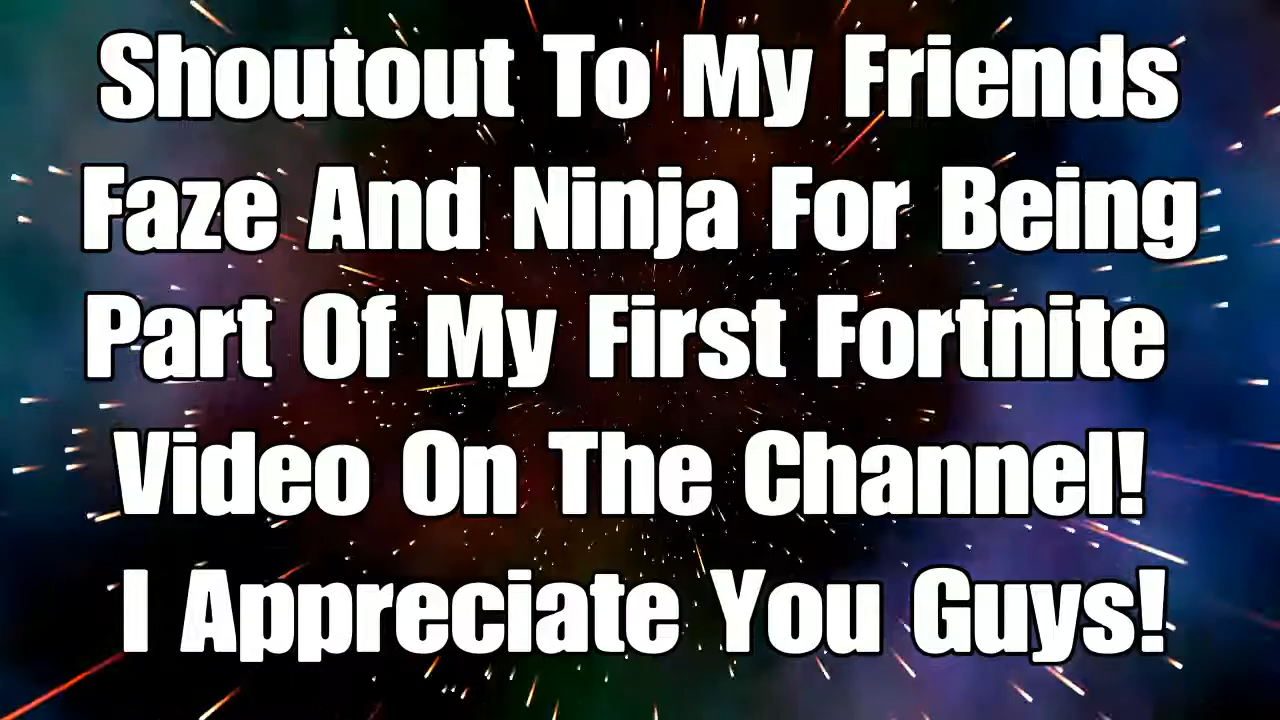 Shoutout To My Friends
Faze And Ninja For Being
Part Of My First Fortnite
Video On The Channel!
I Appreciate You Guys!